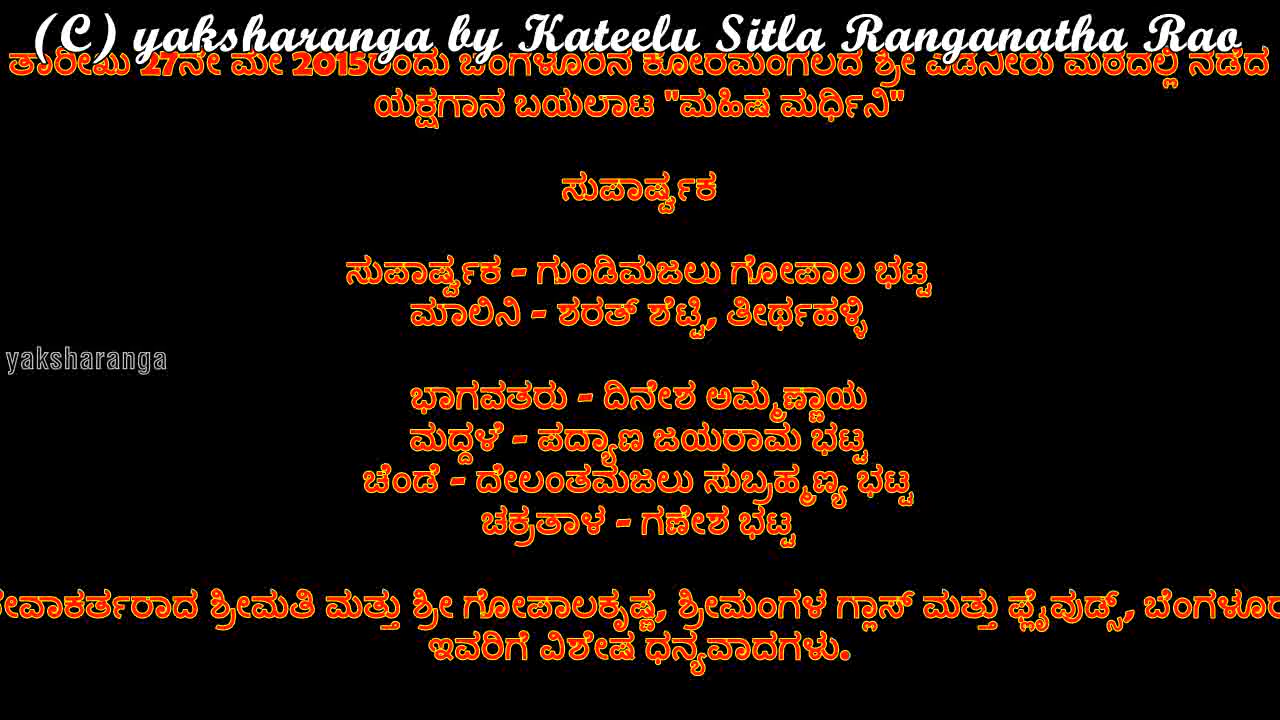 (C) yaksharanga by Kateelu Sitla Ranganatha Rao
ತಾರೀಖು 27ನೇ ಮೇ 2015ರಂದು ಬೆಂಗಳೂರಿನ ಕೋರಮಂಗಲದ ಶ್ರೀ ಎಡನೀರು ಮಠದಲ್ಲಿ ನಡೆದ
ಯಕ್ಷಗಾನ ಬಯಲಾಟ "ಮಹಿಷ ಮರ್ಧಿನಿ"
ಸುಪಾರ್ಷ್ವಕ
ಸುಪಾರ್ಷ್ವಕ - ಗುಂಡಿಮಜಲು ಗೋಪಾಲ ಭಟ್ಟ
ಮಾಲಿನಿ - ಶರತ್ ಶೆಟ್ಟಿ, ತೀರ್ಥಹಳ್ಳಿ
yaksharanga
ಭಾಗವತರು - ದಿನೇಶ ಅಮ್ಮಣ್ಣಾಯ
ಮದ್ದಳೆ - ಪದ್ಯಾಣ ಜಯರಾಮ ಭಟ್ಟ
ಚೆಂಡೆ - ದೇಲಂತಮಜಲು ಸುಬ್ರಹ್ಮಣ್ಯ ಭಟ್ಟ
ಚಕ್ರತಾಳ - ಗಣೇಶ ಭಟ್ಟ
ಸೇವಾಕರ್ತರಾದ ಶ್ರೀಮತಿ ಮತ್ತು ಶ್ರೀ ಗೋಪಾಲಕೃಷ್ಣ, ಶ್ರೀಮಂಗಳ ಗ್ಲಾಸ್ ಮತ್ತು ಪ್ಲೈವುಡ್ಸ್, ಬೆಂಗಳೂರ
ಇವರಿಗೆ ವಿಶೇಷ ಧನ್ಯವಾದಗಳು.